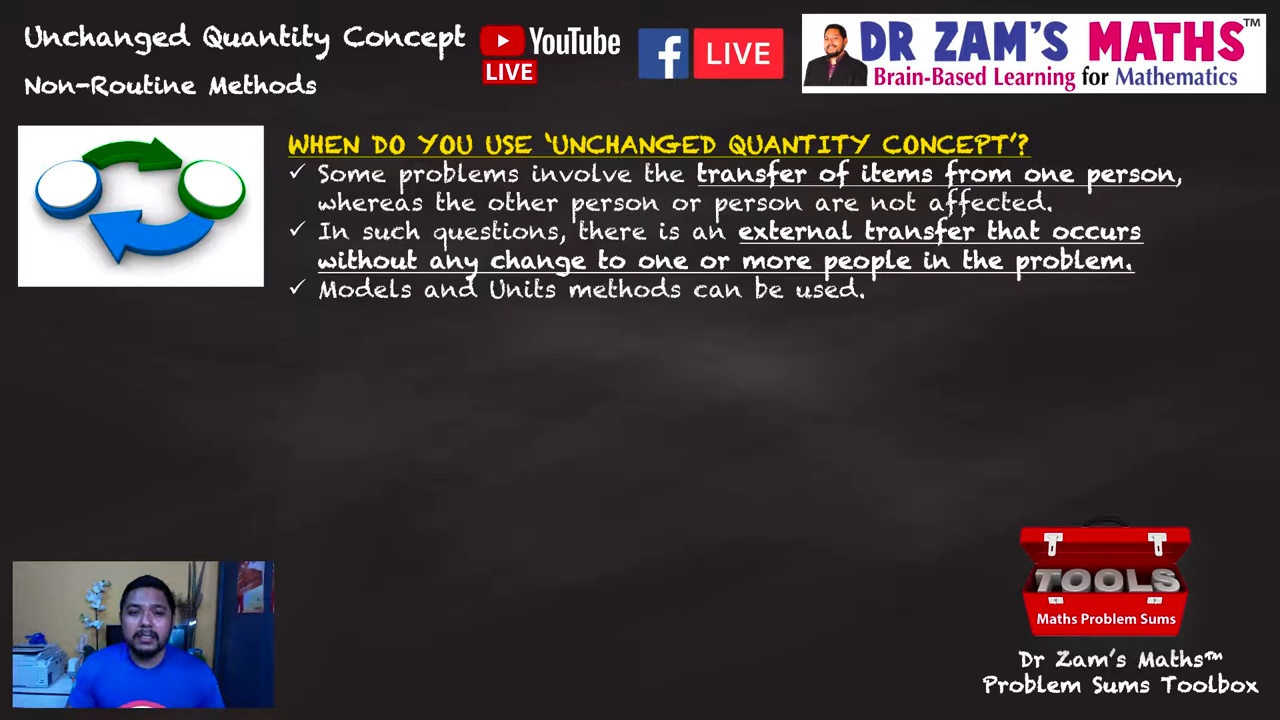 Unchanged Quantity Concept
Non-Routine Methods
YouTube
LIVE
f LIVE
DR ZAM'S MATHS™
Brain-Based Learning for Mathematics
WHEN DO YOU USE ‘UNCHANGED QUANTITY CONCEPT’?
✓ Some problems involve the transfer of items from one person,
whereas the other person or person are not affected.
✓ In such questions, there is an external transfer that occurs
without any change to one or more people in the problem.
✓ Models and Units methods can be used.
TOOLS
Maths Problem Sums
Dr Zam's Maths™
Problem Sums Toolbox